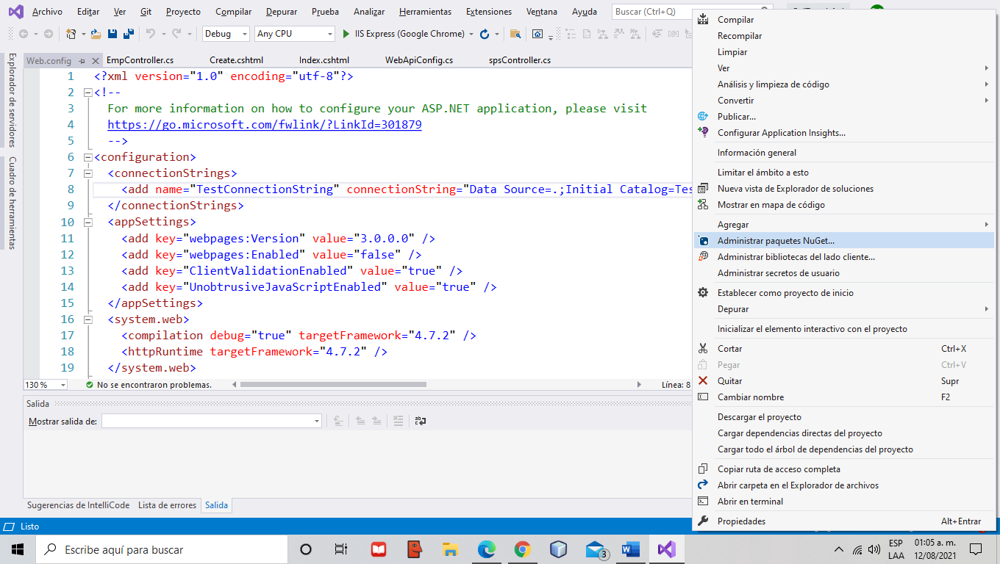 Archivo Editar Ver Git Proyecto Compilar Depurar Prueba Analizar Herramientas Extensiones Ventana Ayuda Buscar (Ctrl+Q)
Debug Any CPU IIS Express (Google Chrome)
Web.config EmpController.cs Create.cshtml Index.cshtml WebApiConfig.cs spsController.cs
Explorador de servidores
Cuadro de herramientas
1 <?xml version="1.0" encoding="utf-8"?>
2 <!--
3 For more information on how to configure your ASP.NET application, please visit
4 https://go.microsoft.com/fwlink/?LinkId=301879
5 -->
6 <configuration>
7 <connectionStrings>
8 <add name="TestConnectionString" connectionString="Data Source=.;Initial Catalog=Tes
9 </connectionStrings>
10 <appSettings>
11 <add key="webpages:Version" value="3.0.0.0" />
12 <add key="webpages:Enabled" value="false" />
13 <add key="ClientValidationEnabled" value="true" />
14 <add key="UnobtrusiveJavaScriptEnabled" value="true" />
15 </appSettings>
16 <system.web>
17 <compilation debug="true" targetFramework="4.7.2" />
18 <httpRuntime targetFramework="4.7.2" />
19 </system.web>
130 % No se encontraron problemas. Línea: 8
Salida
Mostrar salida de:
Sugerencias de IntelliCode Lista de errores Salida
Listo
Compilar
Recompilar
Limpiar
Ver
Análisis y limpieza de código
Convertir
Publicar...
Configurar Application Insights...
Información general
Limitar el ámbito a esto
Nueva vista de Explorador de soluciones
Mostrar en mapa de código
Agregar
Administrar paquetes NuGet...
Administrar bibliotecas del lado cliente...
Administrar secretos de usuario
Establecer como proyecto de inicio
Depurar
Inicializar el elemento interactivo con el proyecto
Cortar Ctrl+X
Pegar Ctrl+V
Quitar Supr
Cambiar nombre F2
Descargar el proyecto
Cargar dependencias directas del proyecto
Cargar todo el árbol de dependencias del proyecto
Copiar ruta de acceso completa
Abrir carpeta en el Explorador de archivos
Abrir en terminal
Propiedades Alt+Entrar
Escribe aquí para buscar
3
ESP
LAA
01:05 a. m.
12/08/2021